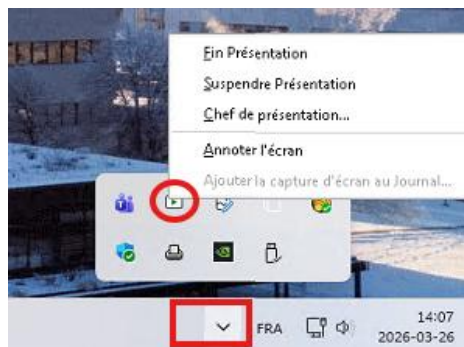 Fin Présentation
Suspendre Présentation
Chef de présentation...
Annoter l'écran
Ajouter la capture d'écran au Journal...
FRA
14:07
2026-03-26